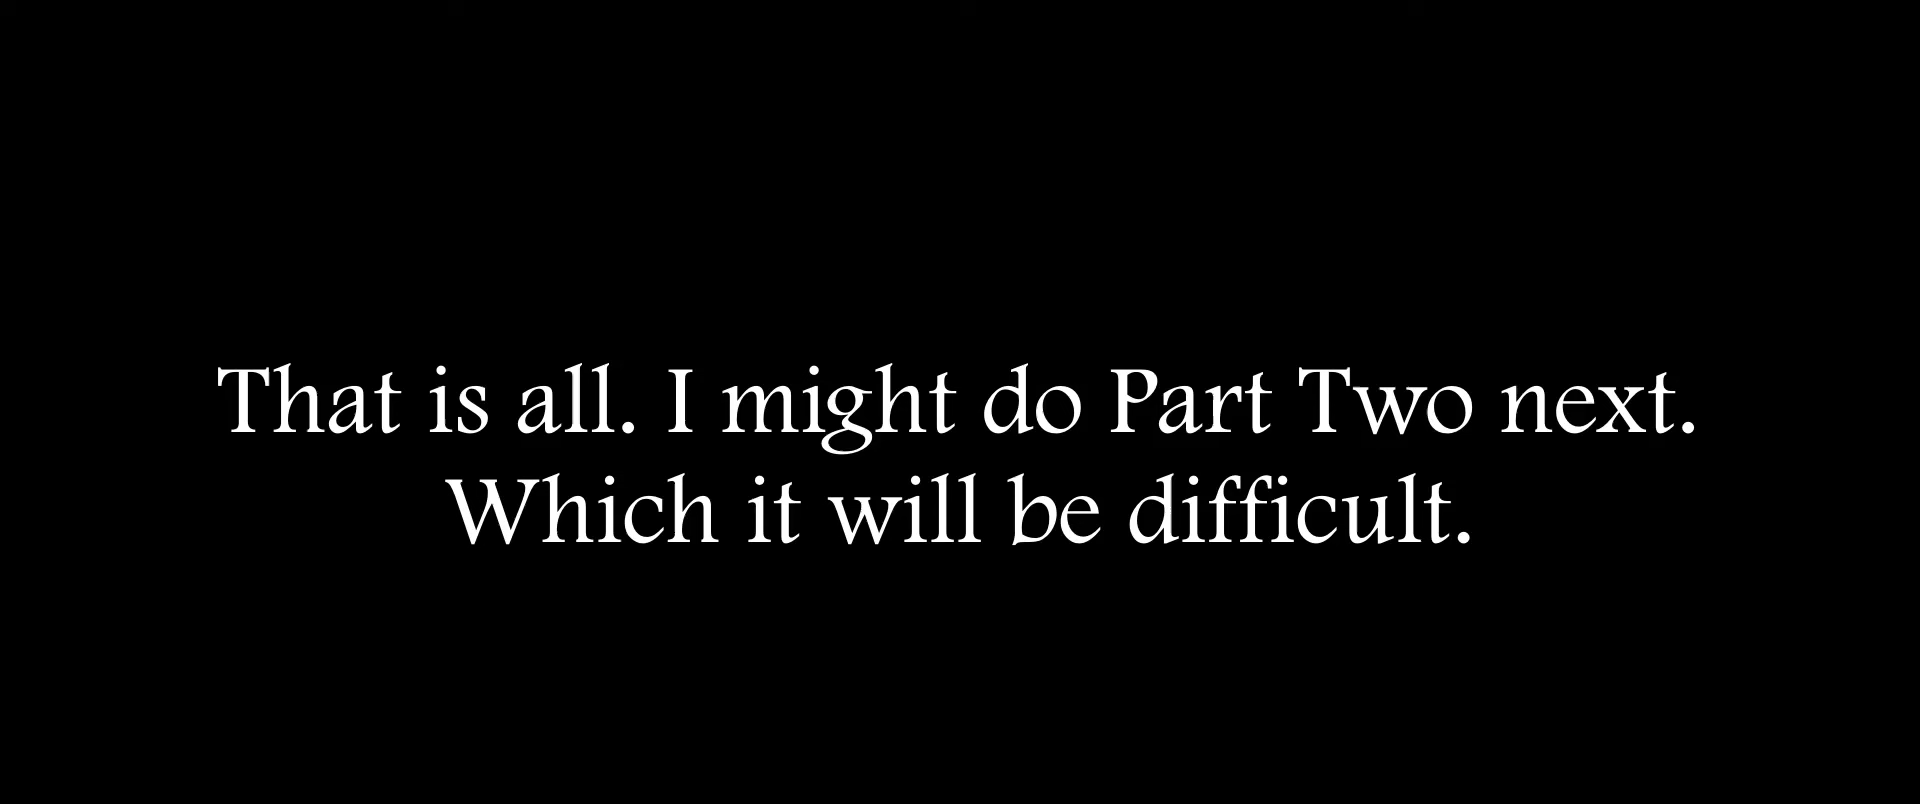 That is all. I might do Part Two next.
Which it will be difficult.